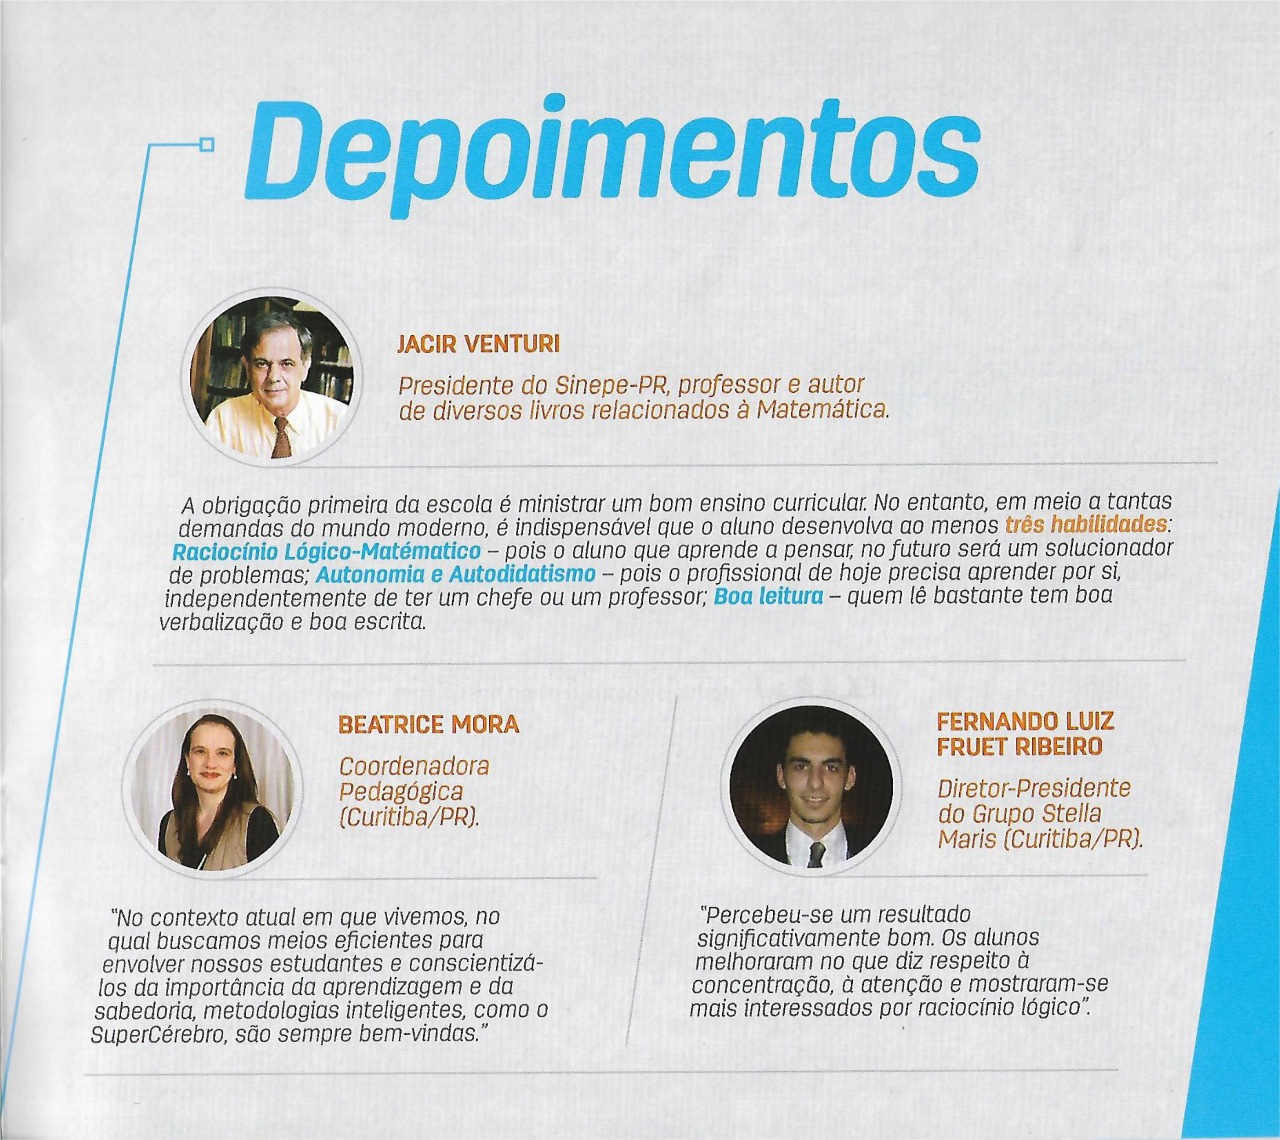 Depoimentos
JACIR VENTURI
Presidente do Sinepe-PR, professor e autor
de diversos livros relacionados à Matemática.
A obrigação primeira da escola é ministrar um bom ensino curricular. No entanto, em meio a tantas
demandas do mundo moderno, é indispensável que o aluno desenvolva ao menos três habilidades:
Raciocínio Lógico-Matématico – pois o aluno que aprende a pensar, no futuro será um solucionador
de problemas; Autonomia e Autodidatismo – pois o profissional de hoje precisa aprender por si,
independentemente de ter um chefe ou um professor; Boa leitura – quem lê bastante tem boa
verbalização e boa escrita.
BEATRICE MORA
Coordenadora
Pedagógica
(Curitiba/PR).
"No contexto atual em que vivemos, no
qual buscamos meios eficientes para
envolver nossos estudantes e conscientizá-
los da importância da aprendizagem e da
sabedoria, metodologias inteligentes, como o
SuperCérebro, são sempre bem-vindas."
FERNANDO LUIZ
FRUET RIBEIRO
Diretor-Presidente
do Grupo Stella
Maris (Curitiba/PR).
"Percebeu-se um resultado
significativamente bom. Os alunos
melhoraram no que diz respeito à
concentração, à atenção e mostraram-se
mais interessados por raciocínio lógico".